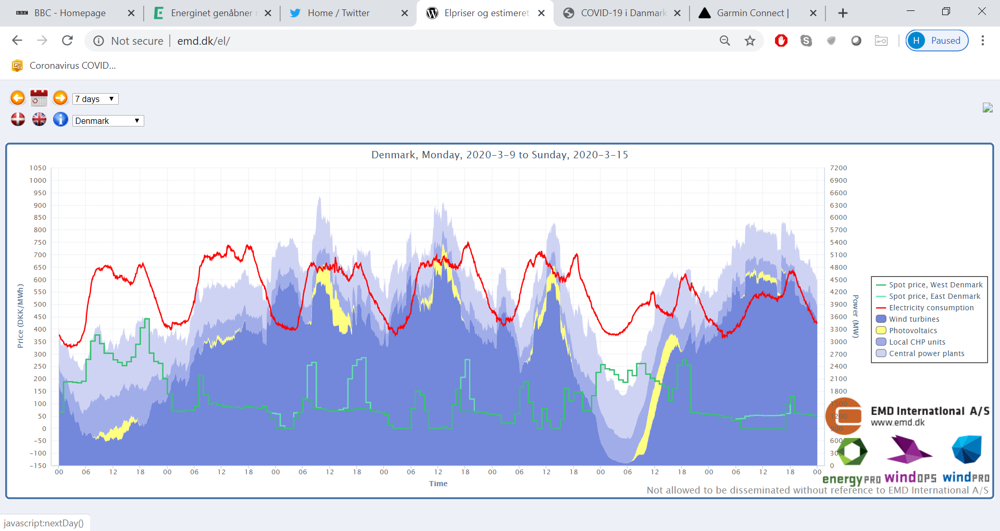 BBC - Homepage
Energinet genåbner
Home / Twitter
Elpriser og estimeret
COVID-19 i Danmark
Garmin Connect |
Not secure | emd.dk/el/
H Paused
Coronavirus COVID...
7 days
Denmark
Denmark, Monday, 2020-3-9 to Sunday, 2020-3-15
1050 7200
1000 6900
950 6600
900 6300
850 6000
800 5700
750 5400
700 5100
650 4800
600 4500
550 4200
500 3900
450 3600
400 3300
350 3000
300 2700
250 2400
200 2100
150 1800
100 1500
50 1200
0 900
-50 600
-100 300
-150 0
Price (DKK/MWh)
Power (MW)
00 06 12 18 00 06 12 18 00 06 12 18 00 06 12 18 00 06 12 18 00 06 12 18 00 06 12 18 00
Time
Spot price, West Denmark
Spot price, East Denmark
Electricity consumption
Wind turbines
Photovoltaics
Local CHP units
Central power plants
EMD International A/S
www.emd.dk
energyPRO windOPS windPRO
Not allowed to be disseminated without reference to EMD International A/S
javascript:nextDay()